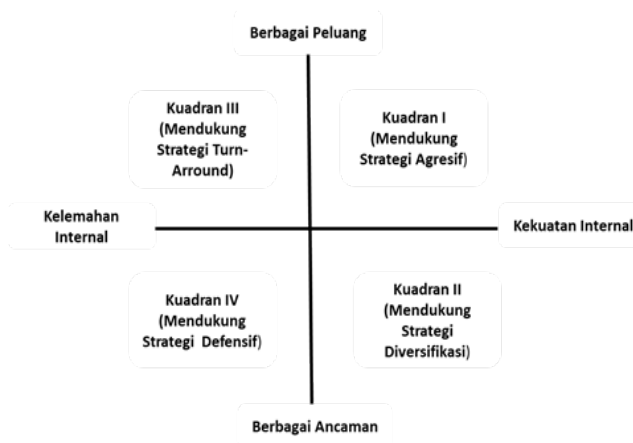 Berbagai Peluang
Kuadran III
(Mendukung
Strategi Turn-
Arround)
Kuadran I
(Mendukung
Strategi Agresif)
Kelemahan
Internal
Kekuatan Internal
Kuadran IV
(Mendukung
Strategi Defensif)
Kuadran II
(Mendukung
Strategi
Diversifikasi)
Berbagai Ancaman